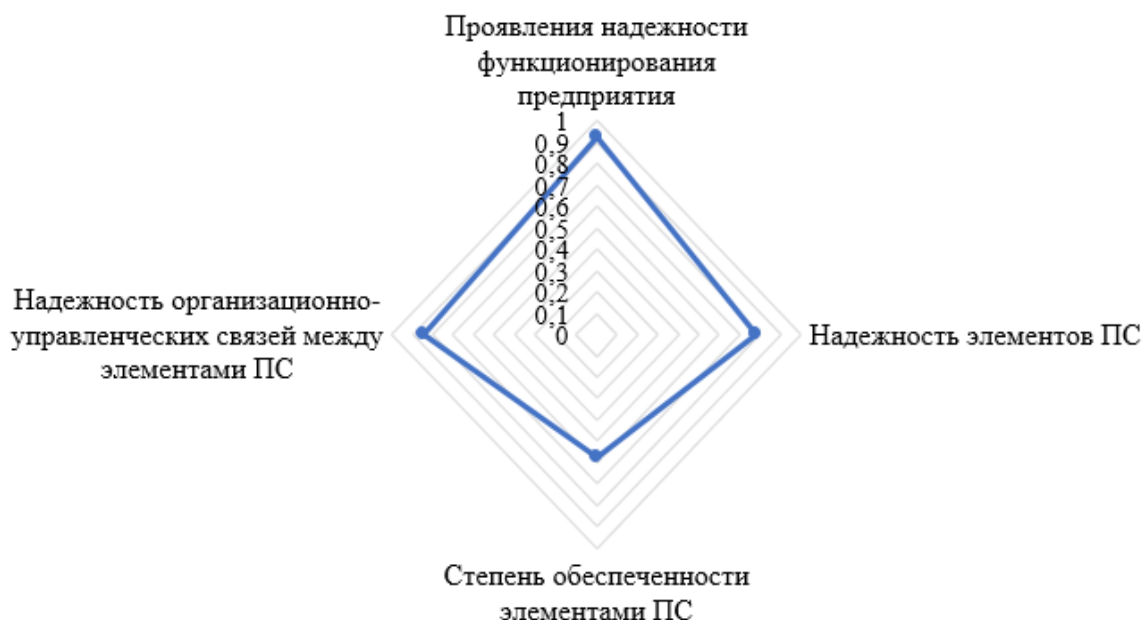 Проявления надежности
функционирования
предприятия
1
0,9
0,8
0,7
0,6
0,5
0,4
0,3
0,2
0,1
0
Надежность организационно-
управленческих связей между
элементами ПС
Надежность элементов ПС
Степень обеспеченности
элементами ПС